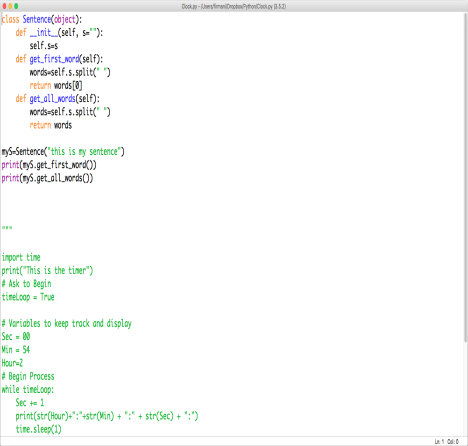 Clock.py - /Users/fomani/Dropbox/Python/Clock.py (3.5.2)
class Sentence(object):
    def __init__(self, s=""):
        self.s=s
    def get_first_word(self):
        words=self.s.split(" ")
        return words[0]
    def get_all_words(self):
        words=self.s.split(" ")
        return words
myS=Sentence("this is my sentence")
print(myS.get_first_word())
print(myS.get_all_words())
"""
import time
print("This is the timer")
# Ask to Begin
timeLoop = True
# Variables to keep track and display
Sec = 00
Min = 54
Hour=2
# Begin Process
while timeLoop:
    Sec += 1
    print(str(Hour)+":"+str(Min) + ":" + str(Sec) + ":")
    time.sleep(1)
Ln: 1 Col: 0